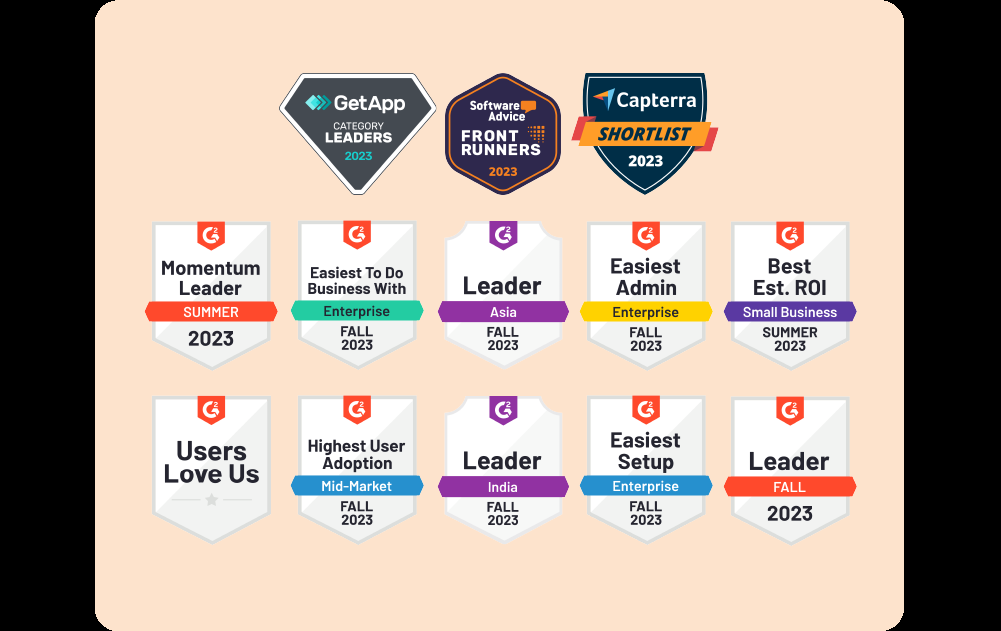 GetApp
CATEGORY
LEADERS
2023
Software
Advice
FRONT
RUNNERS
2023
Capterra
SHORTLIST
2023
G2
Momentum
Leader
SUMMER
2023
G2
Easiest To Do
Business With
Enterprise
FALL
2023
G2
Leader
Asia
FALL
2023
G2
Easiest
Admin
Enterprise
FALL
2023
G2
Best
Est. ROI
Small Business
SUMMER
2023
G2
Users
Love Us
G2
Highest User
Adoption
Mid-Market
FALL
2023
G2
Leader
India
FALL
2023
G2
Easiest
Setup
Enterprise
FALL
2023
G2
Leader
FALL
2023